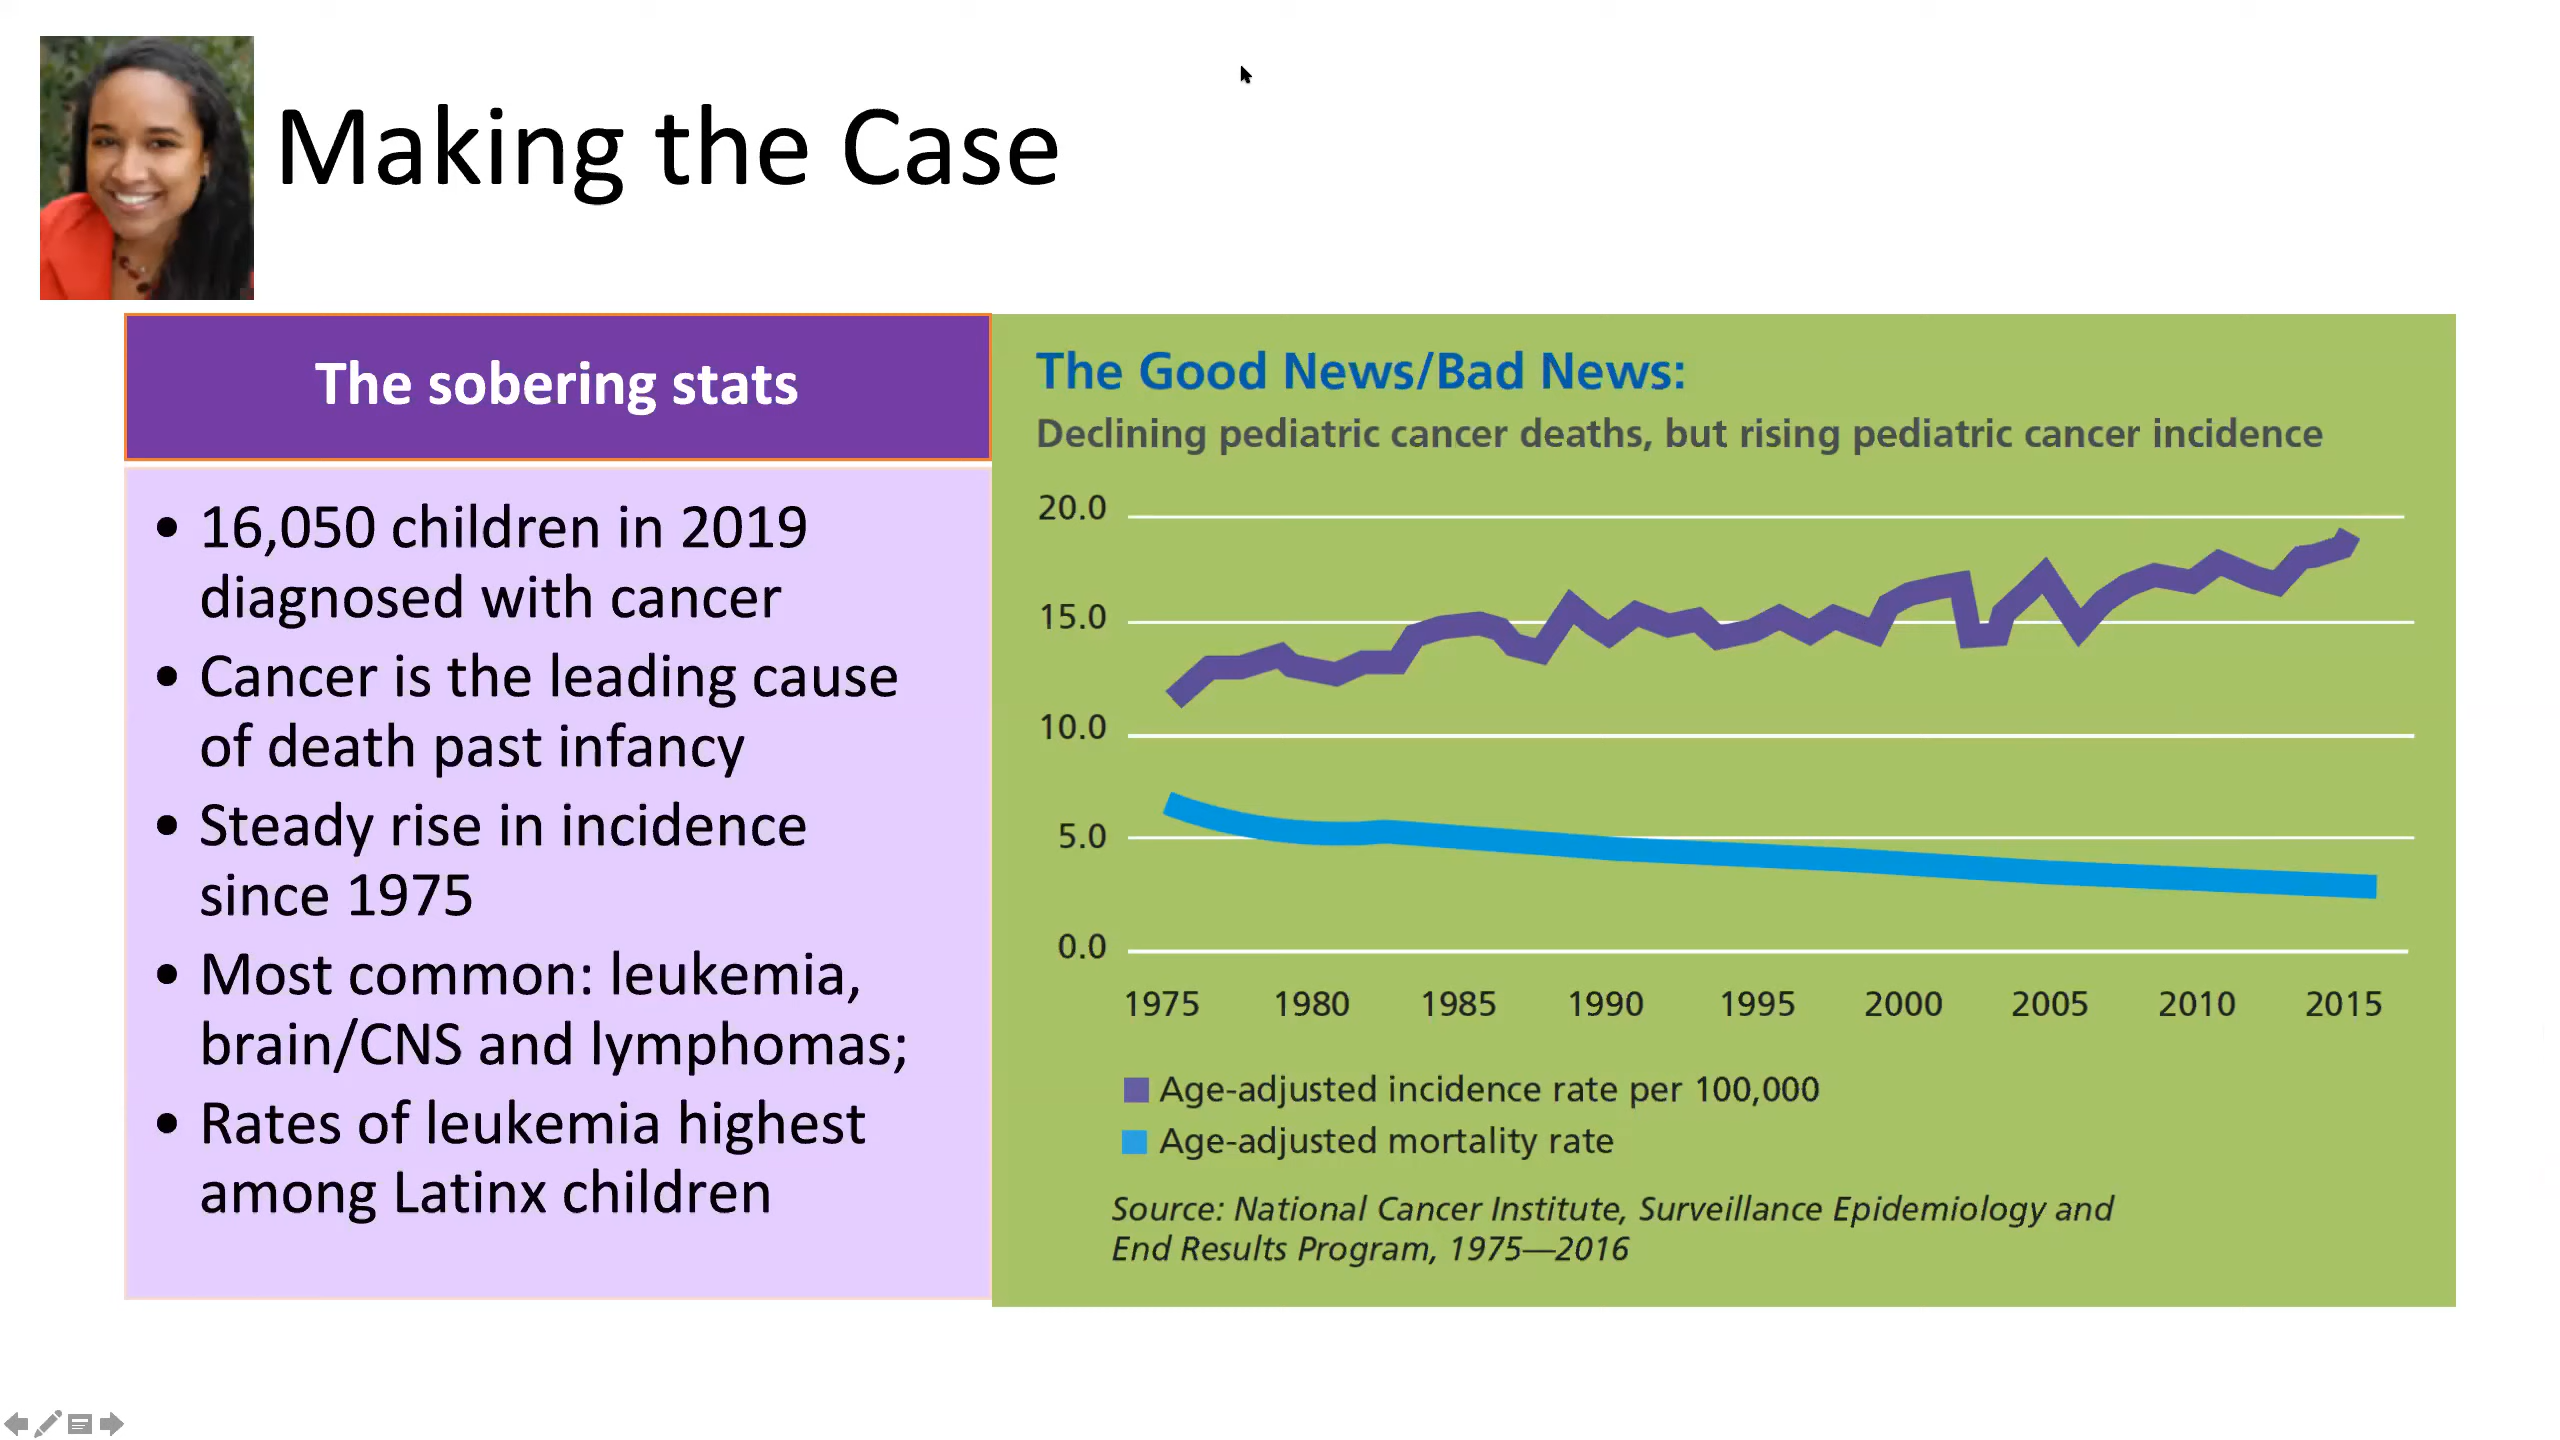 Making the Case
The sobering stats
• 16,050 children in 2019
diagnosed with cancer
• Cancer is the leading cause
of death past infancy
• Steady rise in incidence
since 1975
• Most common: leukemia,
brain/CNS and lymphomas;
• Rates of leukemia highest
among Latinx children
The Good News/Bad News:
Declining pediatric cancer deaths, but rising pediatric cancer incidence
20.0
15.0
10.0
5.0
0.0
1975 1980 1985 1990 1995 2000 2005 2010 2015
Age-adjusted incidence rate per 100,000
Age-adjusted mortality rate
Source: National Cancer Institute, Surveillance Epidemiology and
End Results Program, 1975—2016